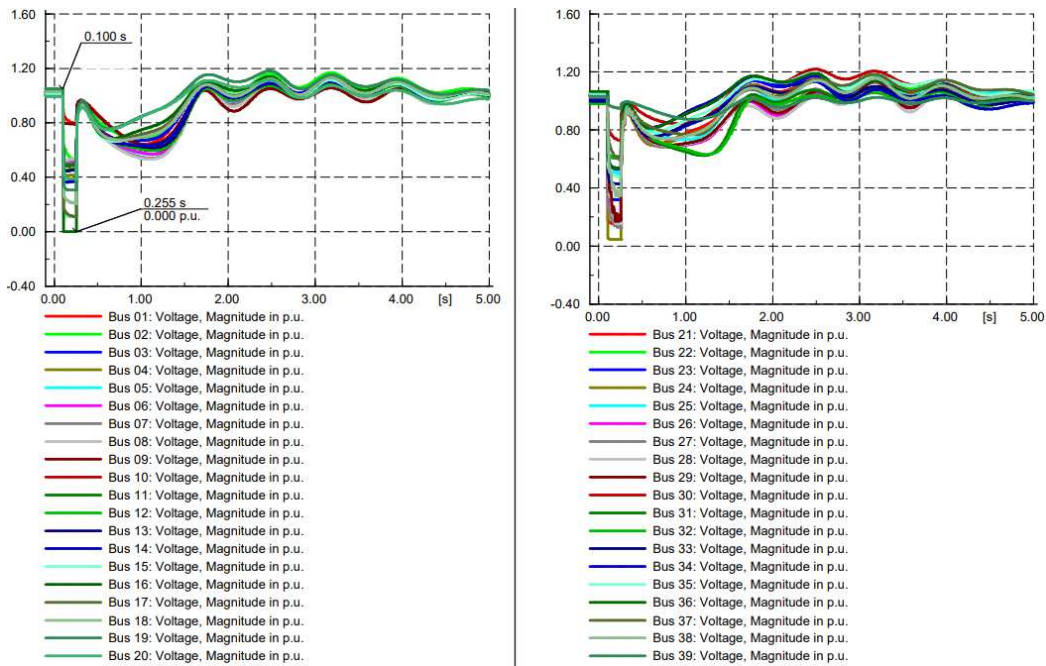 1.60
0.100 s
1.20
0.80
0.40
0.255 s
0.000 p.u.
0.00
-0.40
0.00 1.00 2.00 3.00 4.00 [s] 5.00
Bus 01: Voltage, Magnitude in p.u.
Bus 02: Voltage, Magnitude in p.u.
Bus 03: Voltage, Magnitude in p.u.
Bus 04: Voltage, Magnitude in p.u.
Bus 05: Voltage, Magnitude in p.u.
Bus 06: Voltage, Magnitude in p.u.
Bus 07: Voltage, Magnitude in p.u.
Bus 08: Voltage, Magnitude in p.u.
Bus 09: Voltage, Magnitude in p.u.
Bus 10: Voltage, Magnitude in p.u.
Bus 11: Voltage, Magnitude in p.u.
Bus 12: Voltage, Magnitude in p.u.
Bus 13: Voltage, Magnitude in p.u.
Bus 14: Voltage, Magnitude in p.u.
Bus 15: Voltage, Magnitude in p.u.
Bus 16: Voltage, Magnitude in p.u.
Bus 17: Voltage, Magnitude in p.u.
Bus 18: Voltage, Magnitude in p.u.
Bus 19: Voltage, Magnitude in p.u.
Bus 20: Voltage, Magnitude in p.u.
1.60
1.20
0.80
0.40
0.00
-0.40
0.00 1.00 2.00 3.00 4.00 [s] 5.00
Bus 21: Voltage, Magnitude in p.u.
Bus 22: Voltage, Magnitude in p.u.
Bus 23: Voltage, Magnitude in p.u.
Bus 24: Voltage, Magnitude in p.u.
Bus 25: Voltage, Magnitude in p.u.
Bus 26: Voltage, Magnitude in p.u.
Bus 27: Voltage, Magnitude in p.u.
Bus 28: Voltage, Magnitude in p.u.
Bus 29: Voltage, Magnitude in p.u.
Bus 30: Voltage, Magnitude in p.u.
Bus 31: Voltage, Magnitude in p.u.
Bus 32: Voltage, Magnitude in p.u.
Bus 33: Voltage, Magnitude in p.u.
Bus 34: Voltage, Magnitude in p.u.
Bus 35: Voltage, Magnitude in p.u.
Bus 36: Voltage, Magnitude in p.u.
Bus 37: Voltage, Magnitude in p.u.
Bus 38: Voltage, Magnitude in p.u.
Bus 39: Voltage, Magnitude in p.u.